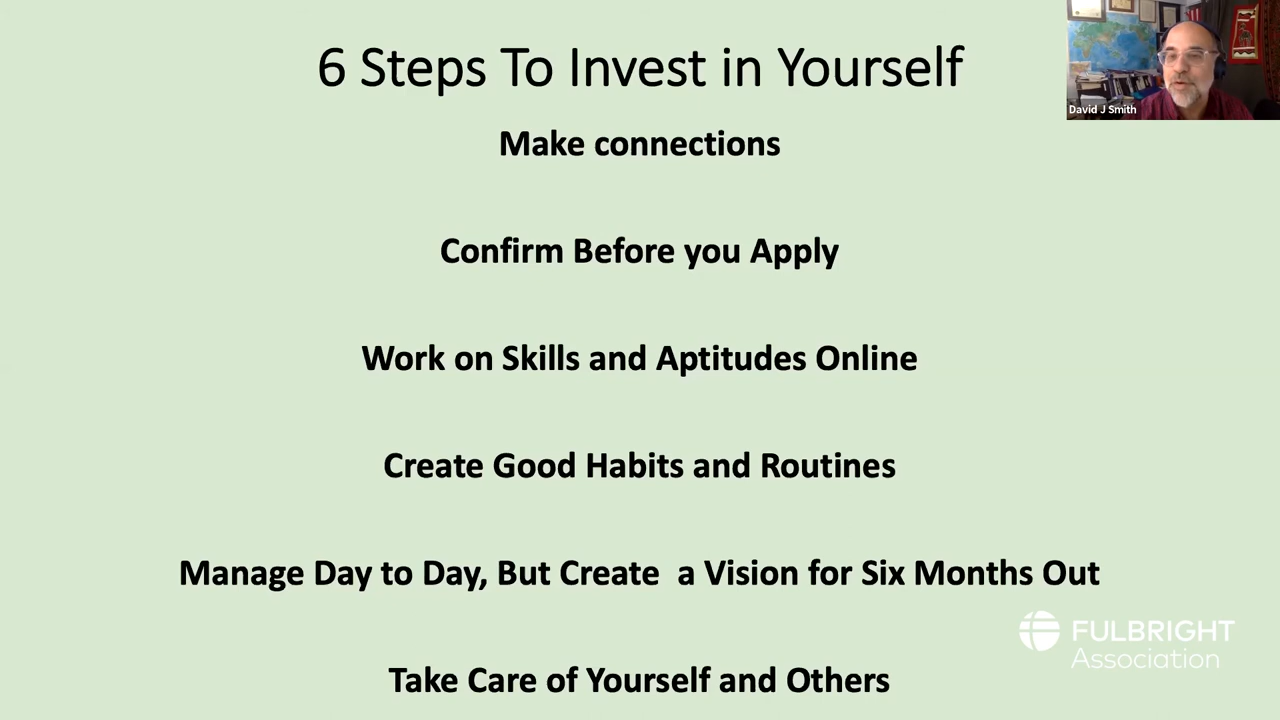 6 Steps To Invest in Yourself
David J Smith
Make connections
Confirm Before you Apply
Work on Skills and Aptitudes Online
Create Good Habits and Routines
Manage Day to Day, But Create  a Vision for Six Months Out
FULBRIGHT
Association
Take Care of Yourself and Others